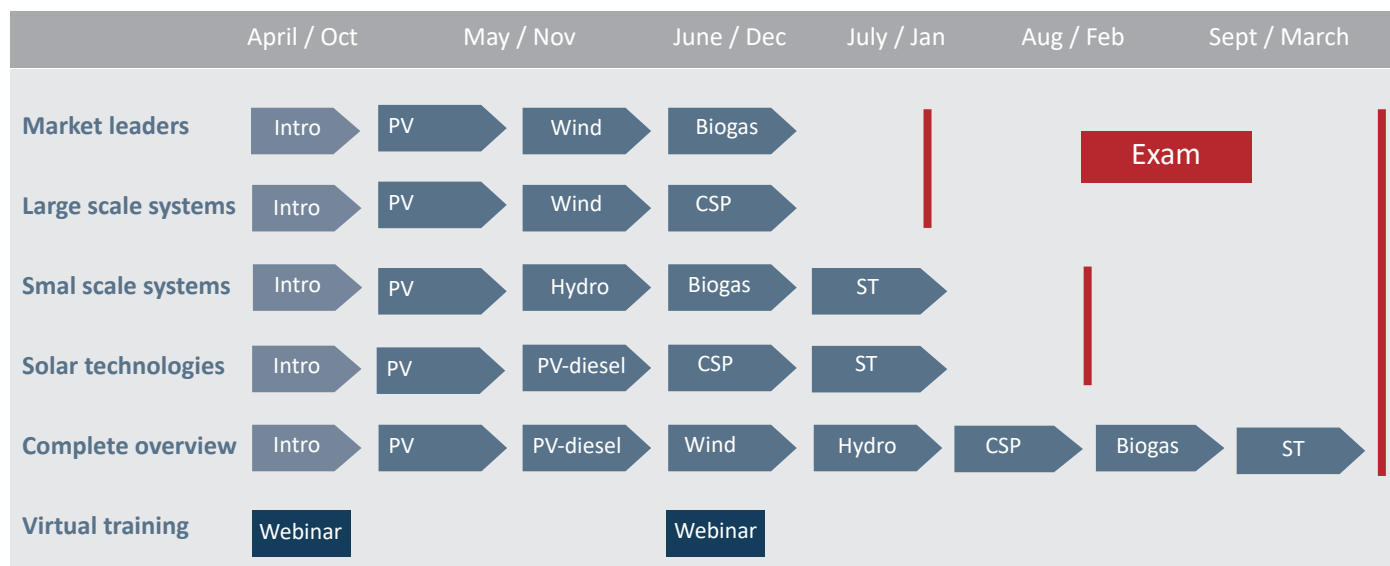 April / Oct May / Nov June / Dec July / Jan Aug / Feb Sept / March
Market leaders Intro PV Wind Biogas Exam
Large scale systems Intro PV Wind CSP
Smal scale systems Intro PV Hydro Biogas ST
Solar technologies Intro PV PV-diesel CSP ST
Complete overview Intro PV PV-diesel Wind Hydro CSP Biogas ST
Virtual training Webinar Webinar